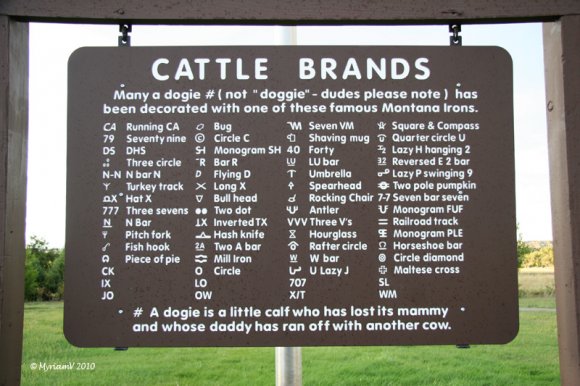 CATTLE BRANDS
Many a dogie # ( not "doggie" - dudes please note ) has
been decorated with one of these famous Montana Irons.
CA Running CA
79 Seventy nine
DS DHS
Three circle
N-N N bar N
Turkey track
Hat X
777 Three sevens
N N Bar
Pitch fork
Fish hook
Piece of pie
CK
IX
JO
Bug
Circle C
SH Monogram SH
Bar R
Flying D
Long X
Bull head
Two dot
Inverted TX
Hash knife
2A Two A bar
Mill Iron
Circle
LO
OW
Seven VM
Shaving mug
40 Forty
LU LU bar
Umbrella
Spearhead
Rocking Chair
Antler
VVV Three V's
Hourglass
Rafter circle
W W bar
U Lazy J
707
X/T
Square & Compass
Quarter circle U
Lazy H hanging 2
Reversed E 2 bar
Lazy P swinging 9
Two pole pumpkin
7-7 Seven bar seven
Monogram FUF
Railroad track
Monogram PLE
Horseshoe bar
Circle diamond
Maltese cross
SL
WM
# A dogie is a little calf who has lost its mammy
and whose daddy has ran off with another cow.
© MyriamV 2010